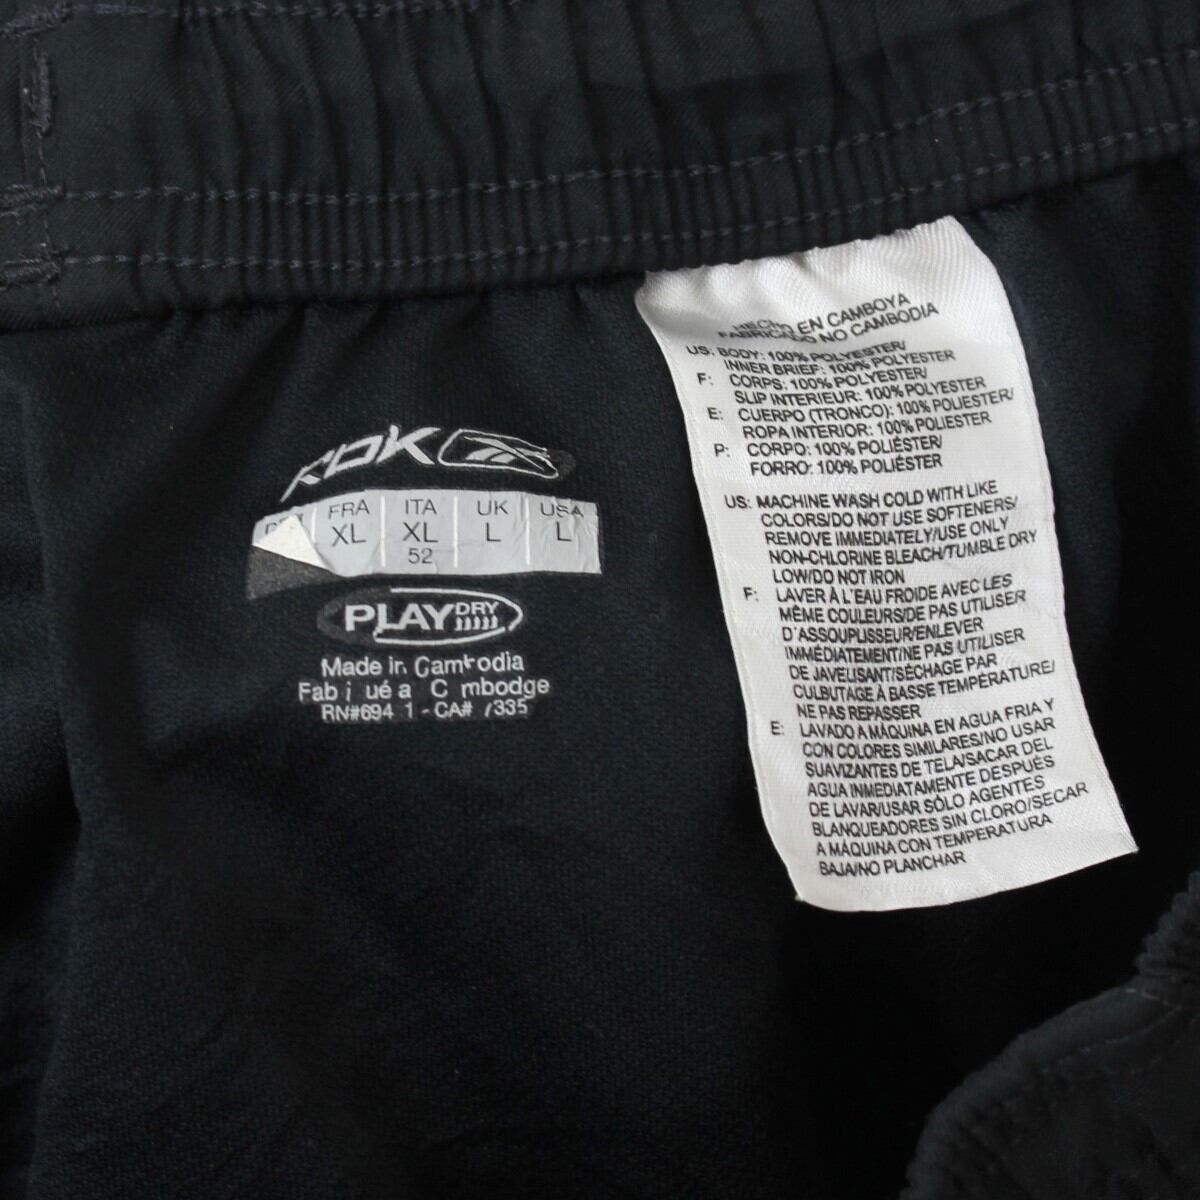 RBK
FRA ITA UK USA
XL XL L L
52
PLAYDRY
Made in Cambodia
Fab i ué a C mbodge
RN#694 1 - CA# 7335
HECHO EN CAMBOYA
FABRICADO NO CAMBODIA
US: BODY: 100% POLYESTER/
INNER BRIEF: 100% POLYESTER
F: CORPS: 100% POLYESTER/
SLIP INTERIEUR: 100% POLYESTER
E: CUERPO (TRONCO): 100% POLIESTER/
ROPA INTERIOR: 100% POLIESTER
P: CORPO: 100% POLIÉSTER/
FORRO: 100% POLIÉSTER
US: MACHINE WASH COLD WITH LIKE
COLORS/DO NOT USE SOFTENERS/
REMOVE IMMEDIATELY/USE ONLY
NON-CHLORINE BLEACH/TUMBLE DRY
LOW/DO NOT IRON
F: LAVER À L'EAU FROIDE AVEC LES
MÊME COULEURS/DE PAS UTILISER
D'ASSOUPLISSEUR/ENLEVER
IMMÉDIATEMENT/NE PAS UTILISER
DE JAVELISANT/SÉCHAGE PAR
CULBUTAGE À BASSE TEMPÉRATURE/
NE PAS REPASSER
E: LAVADO A MÁQUINA EN AGUA FRIA Y
CON COLORES SIMILARES/NO USAR
SUAVIZANTES DE TELA/SACAR DEL
AGUA INMEDIATAMENTE DESPUÉS
DE LAVAR/USAR SÓLO AGENTES
BLANQUEADORES SIN CLORO/SECAR
A MÁQUINA CON TEMPERATURA
BAJA/NO PLANCHAR